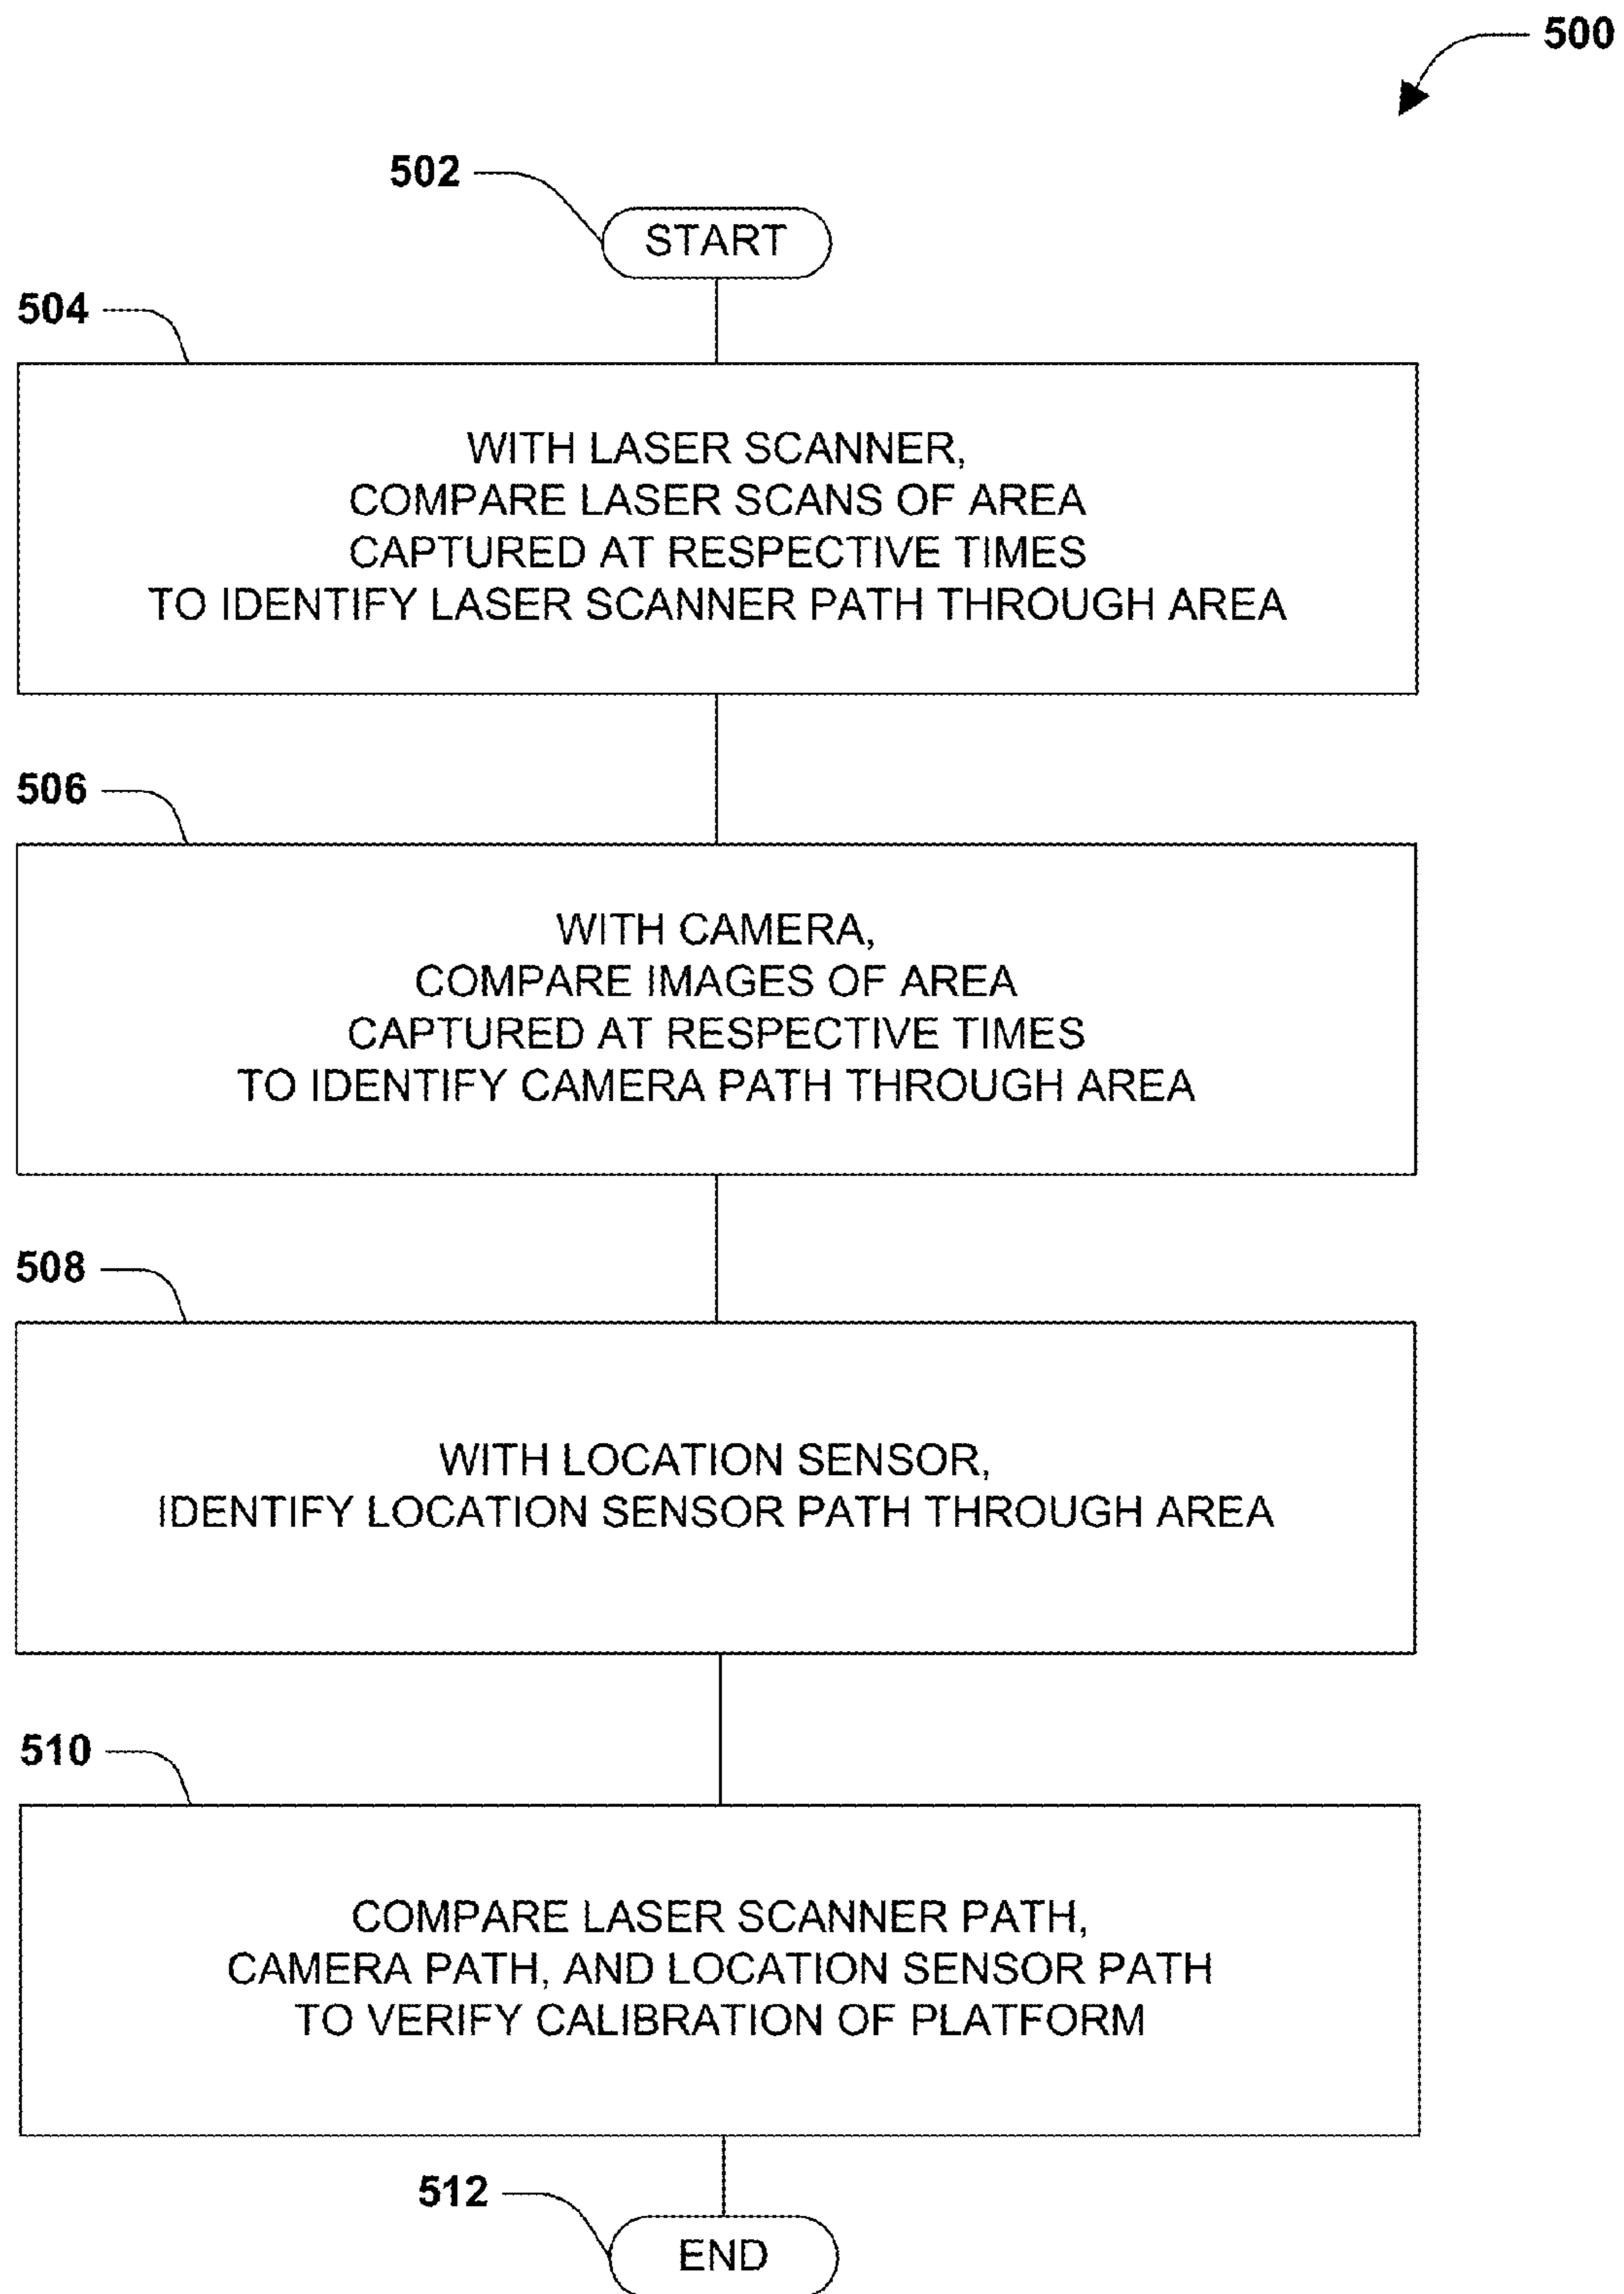 500
502
START
504
WITH LASER SCANNER,
COMPARE LASER SCANS OF AREA
CAPTURED AT RESPECTIVE TIMES
TO IDENTIFY LASER SCANNER PATH THROUGH AREA
506
WITH CAMERA,
COMPARE IMAGES OF AREA
CAPTURED AT RESPECTIVE TIMES
TO IDENTIFY CAMERA PATH THROUGH AREA
508
WITH LOCATION SENSOR,
IDENTIFY LOCATION SENSOR PATH THROUGH AREA
510
COMPARE LASER SCANNER PATH,
CAMERA PATH, AND LOCATION SENSOR PATH
TO VERIFY CALIBRATION OF PLATFORM
512
END